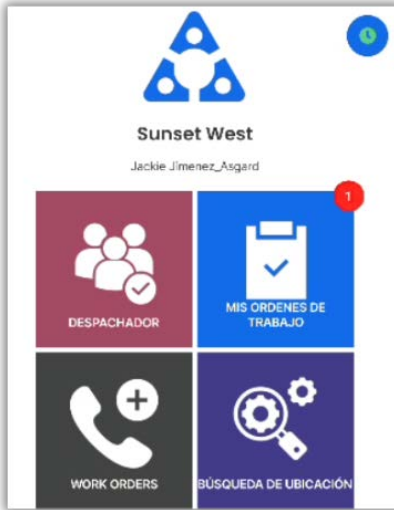 Sunset West
Jackie Jimenez_Asgard
1
DESPACHADOR
MIS ORDENES DE
TRABAJO
WORK ORDERS
BÚSQUEDA DE UBICACIÓN